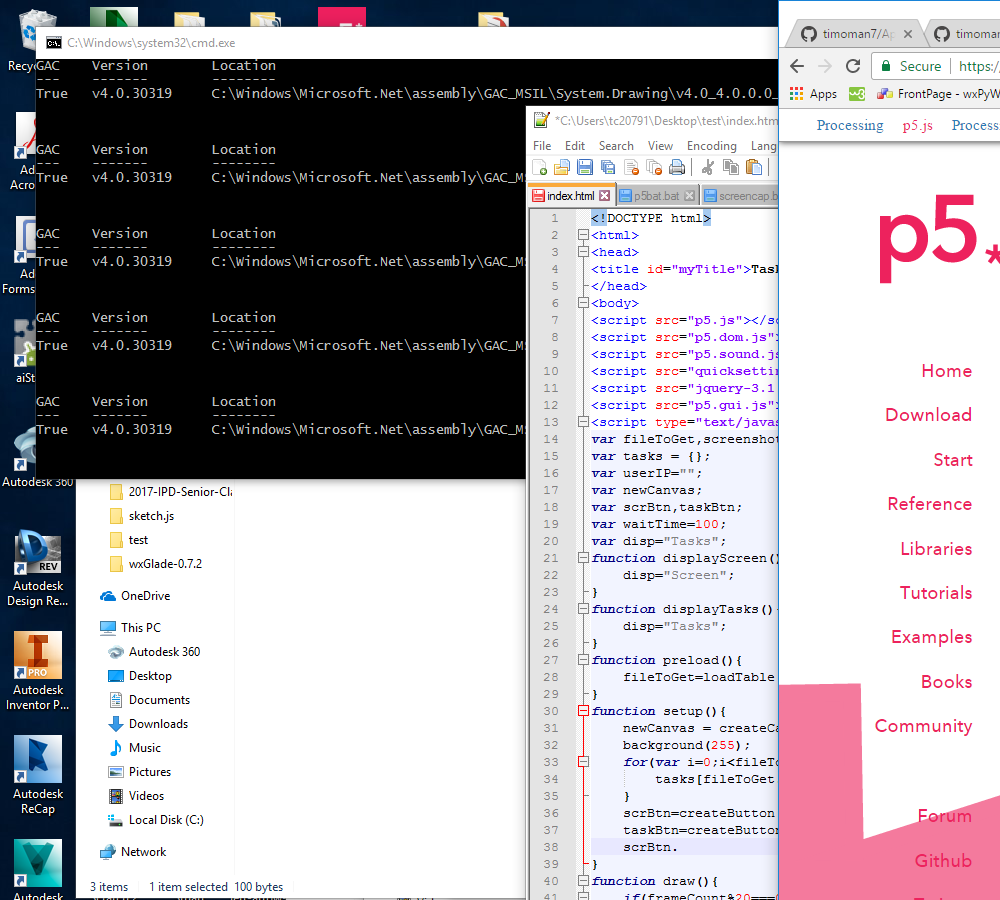 Recy
Ad
Acro
Ad
Forms
aiSt
Autodesk 360
REV
Autodesk
Design Re...
PRO
Autodesk
Inventor P...
Autodesk
ReCap
Autodesk
C:\Windows\system32\cmd.exe
GAC Version Location
--- ------- --------
True v4.0.30319 C:\Windows\Microsoft.Net\assembly\GAC_MSIL\System.Drawing\v4.0_4.0.0.0_
GAC Version Location
--- ------- --------
True v4.0.30319 C:\Windows\Microsoft.Net\assembly\GAC_MS
GAC Version Location
--- ------- --------
True v4.0.30319 C:\Windows\Microsoft.Net\assembly\GAC_MS
GAC Version Location
--- ------- --------
True v4.0.30319 C:\Windows\Microsoft.Net\assembly\GAC_MS
GAC Version Location
--- ------- --------
True v4.0.30319 C:\Windows\Microsoft.Net\assembly\GAC_MS
2017-IPD-Senior-Cla
sketch.js
test
wxGlade-0.7.2
OneDrive
This PC
Autodesk 360
Desktop
Documents
Downloads
Music
Pictures
Videos
Local Disk (C:)
Network
3 items 1 item selected 100 bytes
*C:\Users\tc20791\Desktop\test\index.htm
File Edit Search View Encoding Lang
index.html p5bat.bat screencap.b
1 <!DOCTYPE html>
2 <html>
3 <head>
4 <title id="myTitle">Task
5 </head>
6 <body>
7 <script src="p5.js"></sc
8 <script src="p5.dom.js">
9 <script src="p5.sound.js
10 <script src="quicksettin
11 <script src="jquery-3.1
12 <script src="p5.gui.js">
13 <script type="text/javas
14 var fileToGet,screenshot
15 var tasks = {};
16 var userIP="";
17 var newCanvas;
18 var scrBtn,taskBtn;
19 var waitTime=100;
20 var disp="Tasks";
21 function displayScreen()
22 disp="Screen";
23 }
24 function displayTasks()
25 disp="Tasks";
26 }
27 function preload(){
28 fileToGet=loadTable
29 }
30 function setup(){
31 newCanvas = createCa
32 background(255);
33 for(var i=0;i<fileTo
34 tasks[fileToGet
35 }
36 scrBtn=createButton
37 taskBtn=createButton
38 scrBtn.
39 }
40 function draw(){
41 if(frameCount%20===0
timoman7/Ap timoman
Secure https:/
Apps FrontPage - wxPyW
Processing p5.js Process
p5*
Home
Download
Start
Reference
Libraries
Tutorials
Examples
Books
Community
Forum
Github